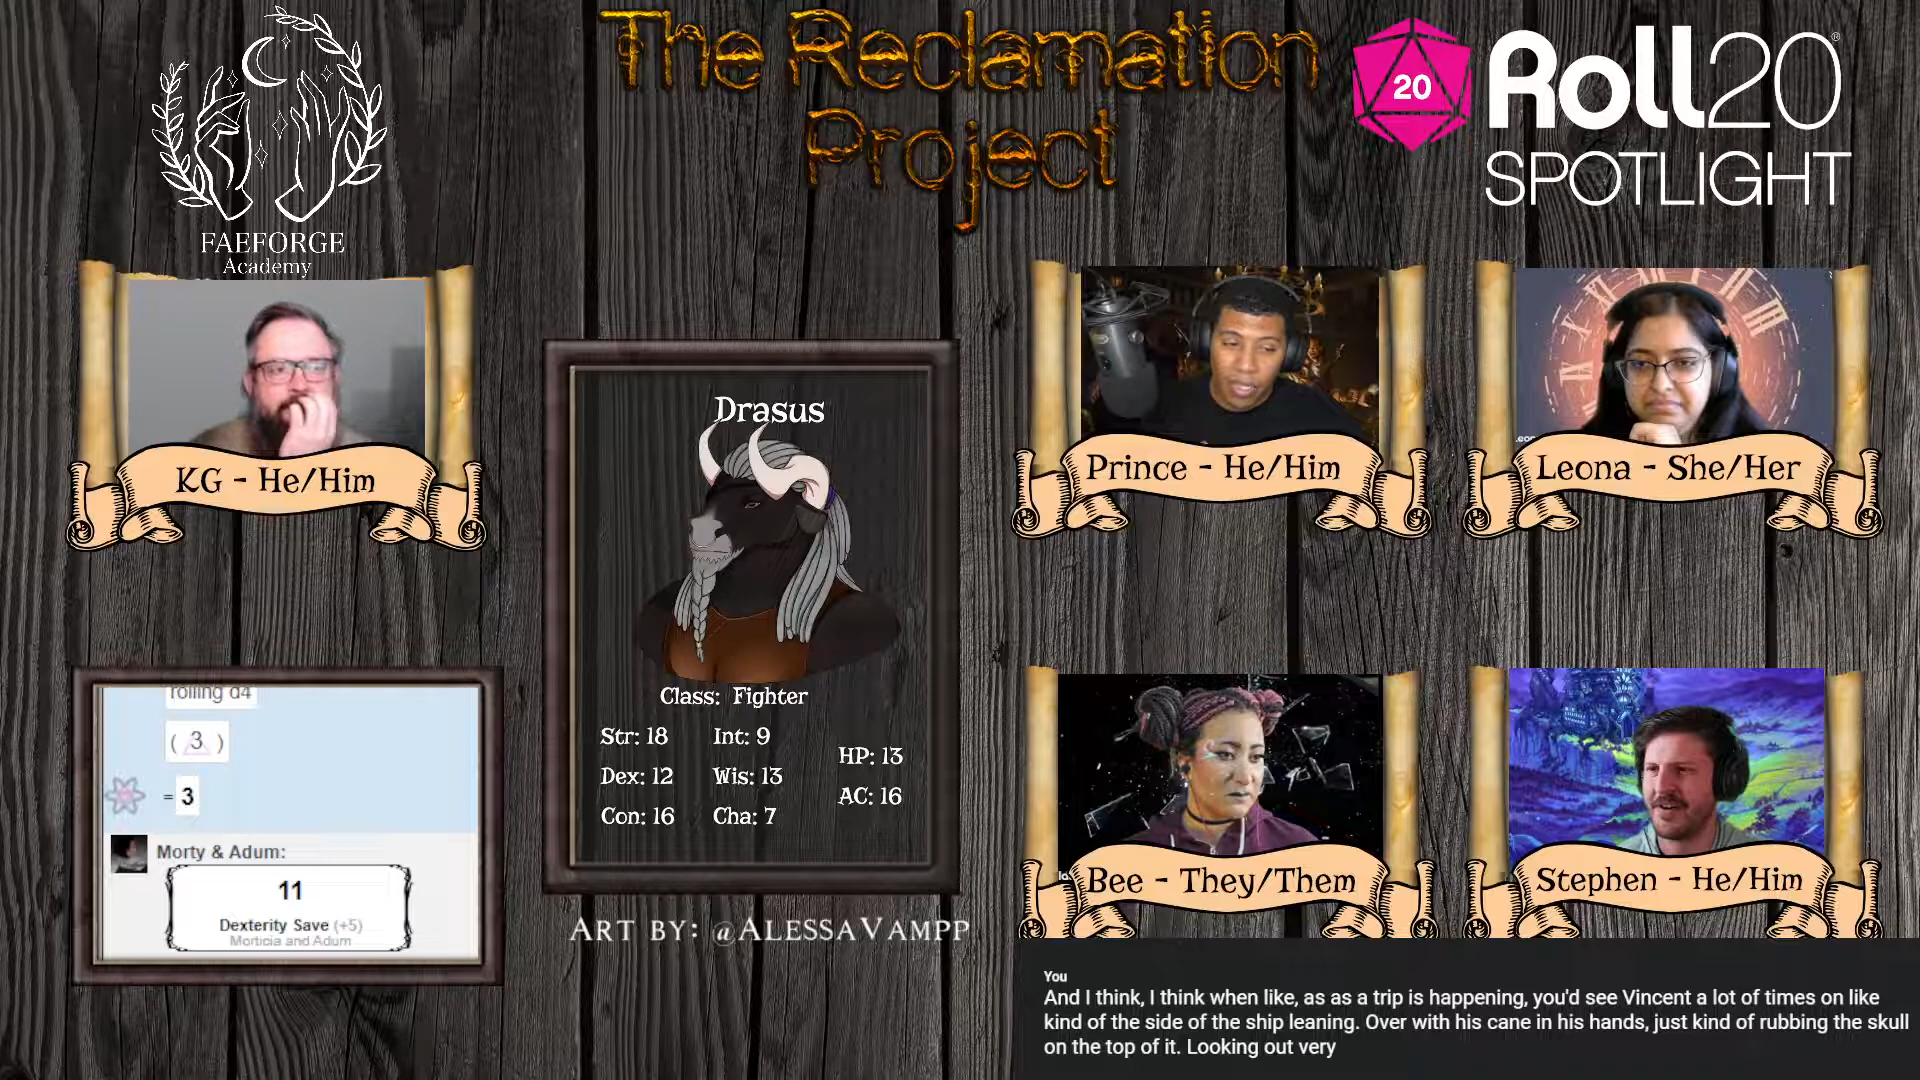 The Reclamation
Project
FAEFORGE
Academy
20
Roll20®
SPOTLIGHT
KG - He/Him
Drasus
Class: Fighter
Str: 18 Int: 9
HP: 13
Dex: 12 Wis: 13
AC: 16
Con: 16 Cha: 7
ART BY: @ALESSAVAMPP
Prince - He/Him
Leona - She/Her
Bee - They/Them
Stephen - He/Him
rolling d4
( 3 )
= 3
Morty & Adum:
11
Dexterity Save (+5)
Morticia and Adum
You
And I think, I think when like, as as a trip is happening, you'd see Vincent a lot of times on like
kind of the side of the ship leaning. Over with his cane in his hands, just kind of rubbing the skull
on the top of it. Looking out very